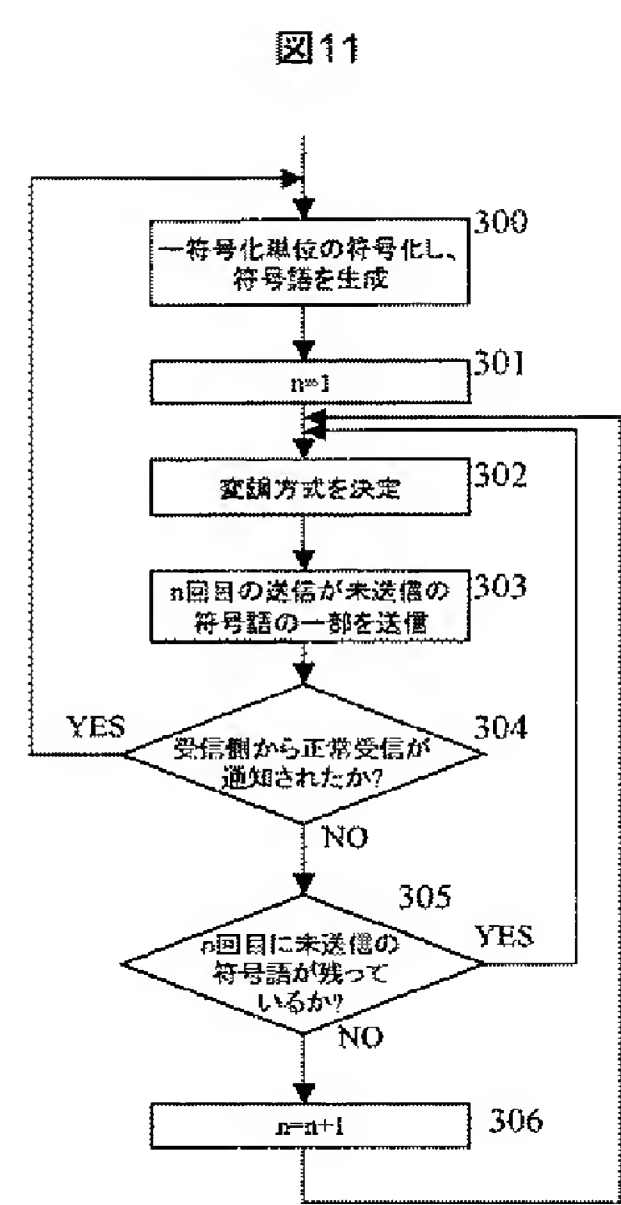 図11
300
一符号化単位の符号化し、
符号語を生成
301
n=1
302
変調方式を決定
303
n回目の送信が未送信の
符号語の一部を送信
304
YES
受信側から正常受信が
通知されたか?
NO
305
n回目に未送信の
符号語が残って
いるか?
YES
NO
306
n=n+1